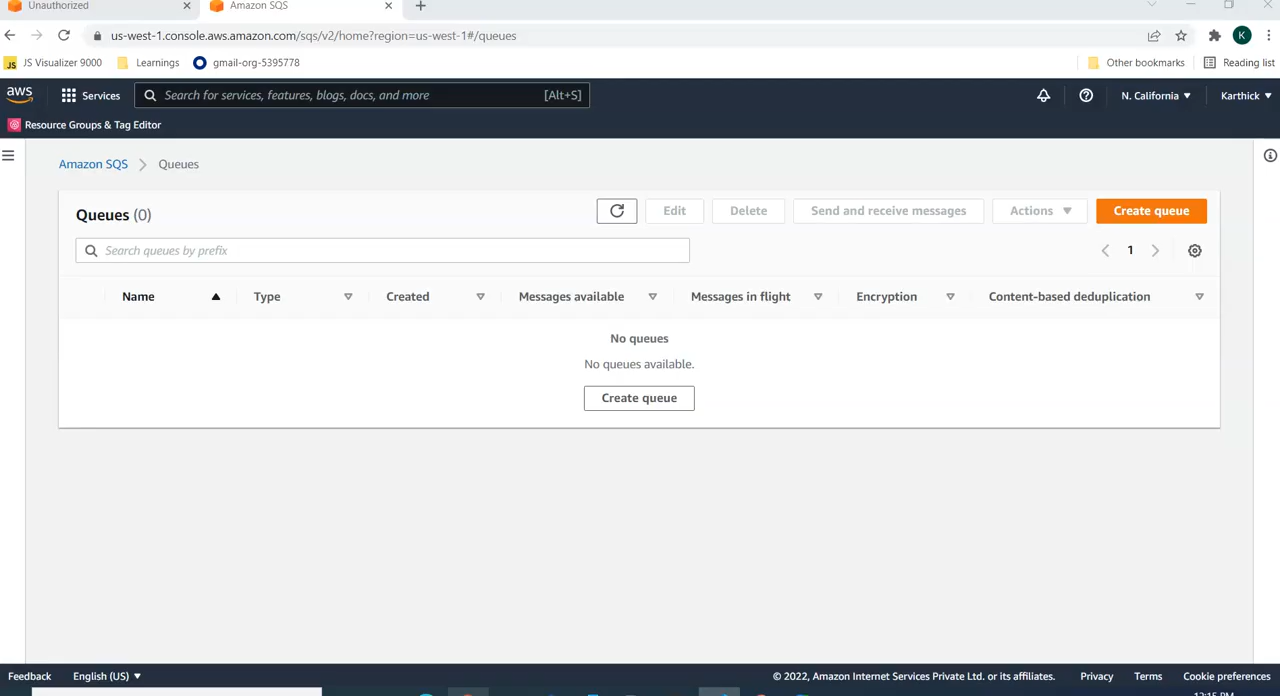 Unauthorized
Amazon SQS
us-west-1.console.aws.amazon.com/sqs/v2/home?region=us-west-1#/queues
K
JS
JS Visualizer 9000
Learnings
gmail-org-5395778
Other bookmarks
Reading list
aws
Services
Search for services, features, blogs, docs, and more
[Alt+S]
N. California
Karthick
Resource Groups & Tag Editor
Amazon SQS
Queues
Queues (0)
Edit
Delete
Send and receive messages
Actions
Create queue
Search queues by prefix
1
Name
Type
Created
Messages available
Messages in flight
Encryption
Content-based deduplication
No queues
No queues available.
Create queue
Feedback
English (US)
© 2022, Amazon Internet Services Private Ltd. or its affiliates.
Privacy
Terms
Cookie preferences
12:15 PM